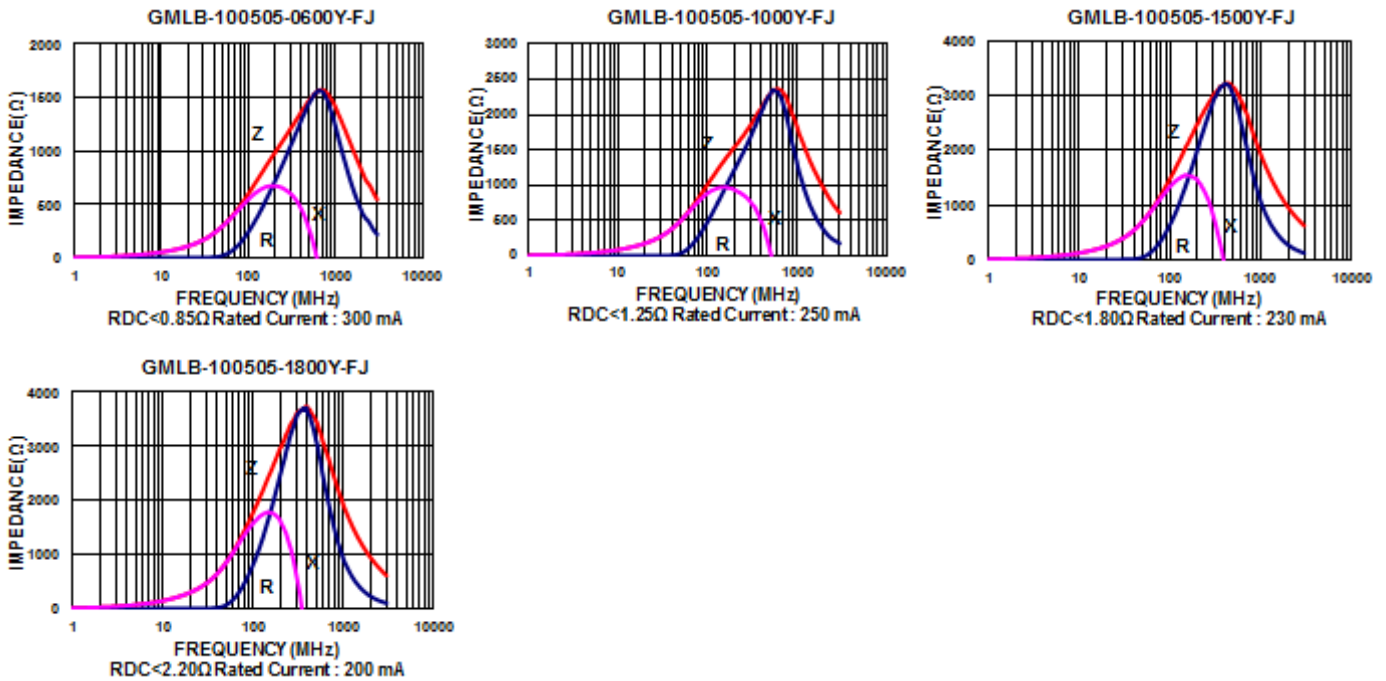 GMLB-100505-0600Y-FJ
2000
1500
1000
500
0
IMPEDANCE(Ω)
Z
X
R
1 10 100 1000 10000
FREQUENCY (MHz)
RDC<0.85Ω Rated Current : 300 mA
GMLB-100505-1000Y-FJ
3000
2500
2000
1500
1000
500
0
IMPEDANCE(Ω)
Z
X
R
1 10 100 1000 10000
FREQUENCY (MHz)
RDC<1.25Ω Rated Current : 250 mA
GMLB-100505-1500Y-FJ
4000
3000
2000
1000
0
IMPEDANCE(Ω)
Z
X
R
1 10 100 1000 10000
FREQUENCY (MHz)
RDC<1.80Ω Rated Current : 230 mA
GMLB-100505-1800Y-FJ
4000
3000
2000
1000
0
IMPEDANCE(Ω)
Z
X
R
1 10 100 1000 10000
FREQUENCY (MHz)
RDC<2.20Ω Rated Current : 200 mA